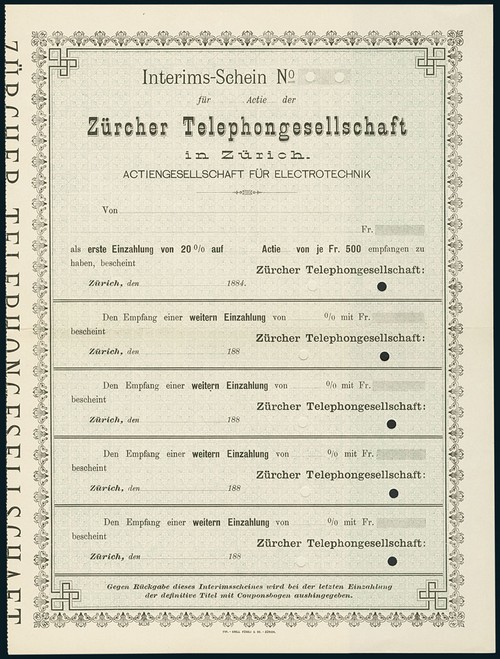 ZÜRCHER TELEPHONGESELLSCHAFT
Interims-Schein No
für Actie der
Zürcher Telephongesellschaft
in Zürich.
ACTIENGESELLSCHAFT FÜR ELECTROTECHNIK
Von
Fr.
als erste Einzahlung von 20 % auf Actie von je Fr. 500 empfangen zu
haben, bescheint
Zürcher Telephongesellschaft:
Zürich, den 1884.
Den Empfang einer weitern Einzahlung von % mit Fr.
bescheint
Zürcher Telephongesellschaft:
Zürich, den 188
Den Empfang einer weitern Einzahlung von % mit Fr.
bescheint
Zürcher Telephongesellschaft:
Zürich, den 188
Den Empfang einer weitern Einzahlung von % mit Fr.
bescheint
Zürcher Telephongesellschaft:
Zürich, den 188
Den Empfang einer weitern Einzahlung von % mit Fr.
bescheint
Zürcher Telephongesellschaft:
Zürich, den 188
Gegen Rückgabe dieses Interimsscheines wird bei der letzten Einzahlung
der definitive Titel mit Couponsbogen aushingegeben.